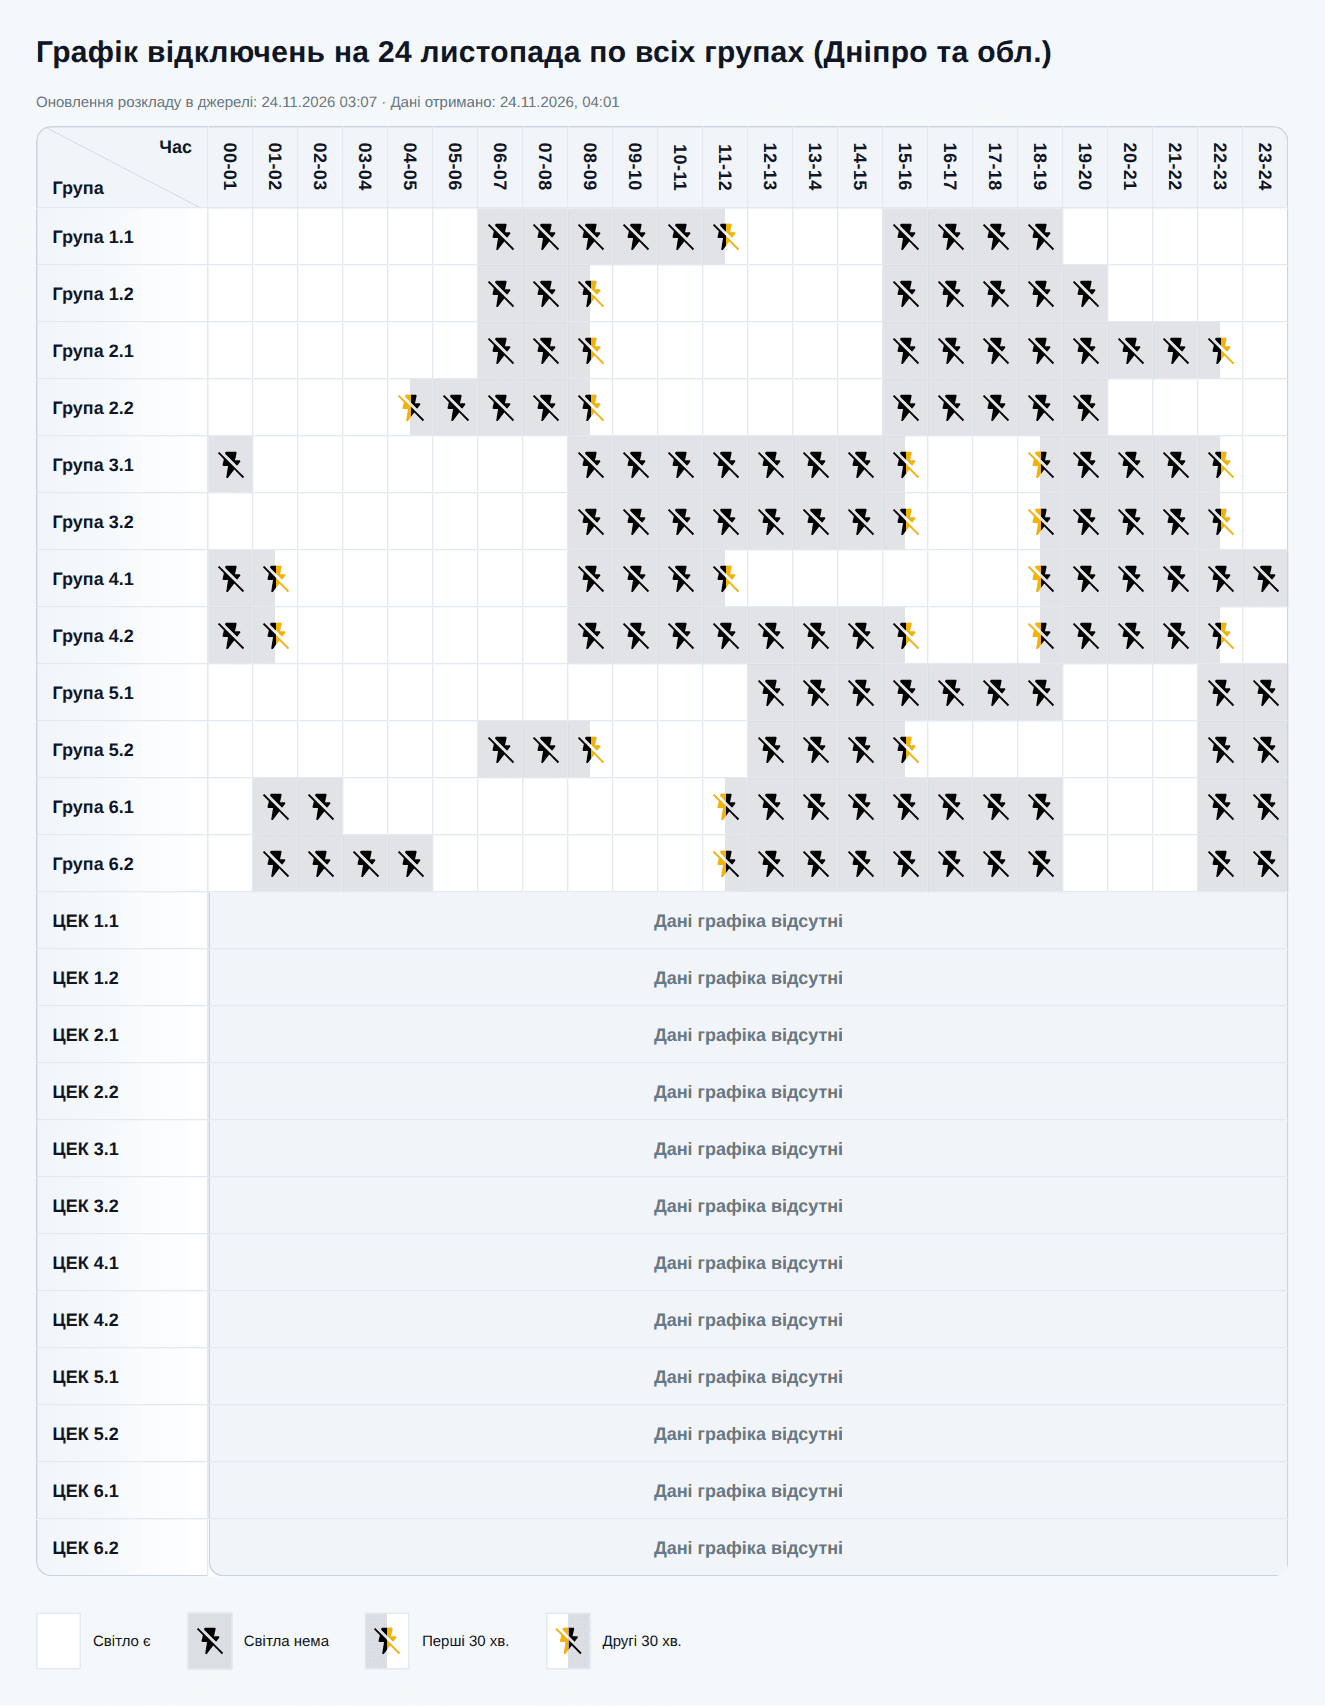 Графік відключень на 24 листопада по всіх групах (Дніпро та обл.)
Оновлення розкладу в джерелі: 24.11.2026 03:07 · Дані отримано: 24.11.2026, 04:01
Час
Група
00-01 01-02 02-03 03-04 04-05 05-06 06-07 07-08 08-09 09-10 10-11 11-12 12-13 13-14 14-15 15-16 16-17 17-18 18-19 19-20 20-21 21-22 22-23 23-24
Група 1.1
Група 1.2
Група 2.1
Група 2.2
Група 3.1
Група 3.2
Група 4.1
Група 4.2
Група 5.1
Група 5.2
Група 6.1
Група 6.2
ЦЕК 1.1 Дані графіка відсутні
ЦЕК 1.2 Дані графіка відсутні
ЦЕК 2.1 Дані графіка відсутні
ЦЕК 2.2 Дані графіка відсутні
ЦЕК 3.1 Дані графіка відсутні
ЦЕК 3.2 Дані графіка відсутні
ЦЕК 4.1 Дані графіка відсутні
ЦЕК 4.2 Дані графіка відсутні
ЦЕК 5.1 Дані графіка відсутні
ЦЕК 5.2 Дані графіка відсутні
ЦЕК 6.1 Дані графіка відсутні
ЦЕК 6.2 Дані графіка відсутні
Світло є Світла нема Перші 30 хв. Другі 30 хв.